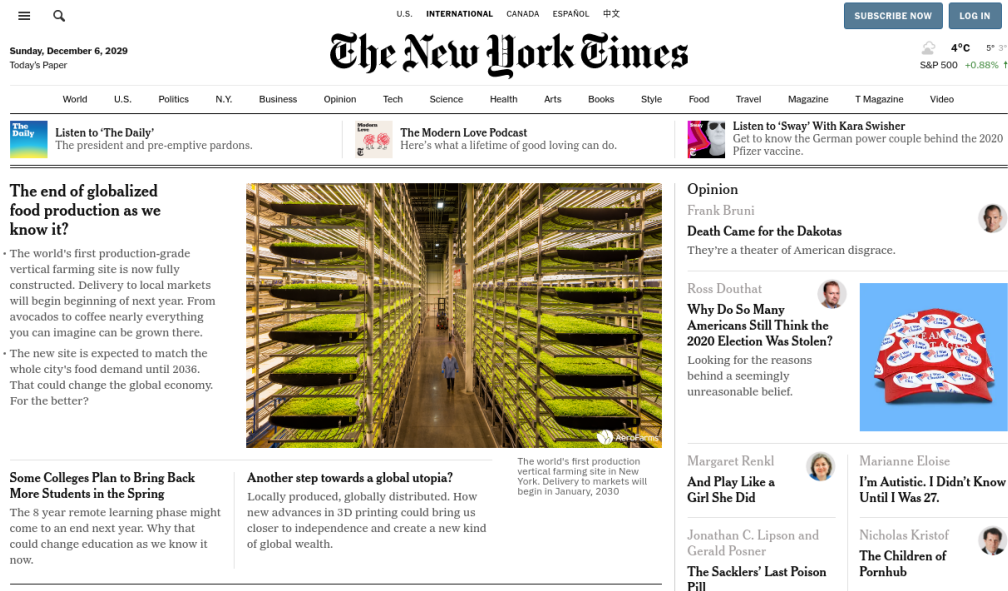 U.S. INTERNATIONAL CANADA ESPAÑOL 中文
SUBSCRIBE NOW LOG IN
The New York Times
Sunday, December 6, 2029
Today's Paper
4°C 5° 3°
S&P 500 +0.88% ↑
World U.S. Politics N.Y. Business Opinion Tech Science Health Arts Books Style Food Travel Magazine T Magazine Video
The
Daily
Listen to ‘The Daily’
The president and pre-emptive pardons.
Modern
Love
The Modern Love Podcast
Here's what a lifetime of good loving can do.
Sway
Listen to ‘Sway’ With Kara Swisher
Get to know the German power couple behind the 2020
Pfizer vaccine.
The end of globalized
food production as we
know it?
• The world's first production-grade
vertical farming site is now fully
constructed. Delivery to local markets
will begin beginning of next year. From
avocados to coffee nearly everything
you can imagine can be grown there.
• The new site is expected to match the
whole city's food demand until 2036.
That could change the global economy.
For the better?
AeroFarms
The world's first production
vertical farming site in New
York. Delivery to markets will
begin in January, 2030
Some Colleges Plan to Bring Back
More Students in the Spring
The 8 year remote learning phase might
come to an end next year. Why that
could change education as we know it
now.
Another step towards a global utopia?
Locally produced, globally distributed. How
new advances in 3D printing could bring us
closer to independence and create a new kind
of global wealth.
Opinion
Frank Bruni
Death Came for the Dakotas
They're a theater of American disgrace.
Ross Douthat
Why Do So Many
Americans Still Think the
2020 Election Was Stolen?
Looking for the reasons
behind a seemingly
unreasonable belief.
Margaret Renkl
And Play Like a
Girl She Did
Marianne Eloise
I'm Autistic. I Didn't Know
Until I Was 27.
Jonathan C. Lipson and
Gerald Posner
The Sacklers' Last Poison
Pill
Nicholas Kristof
The Children of
Pornhub